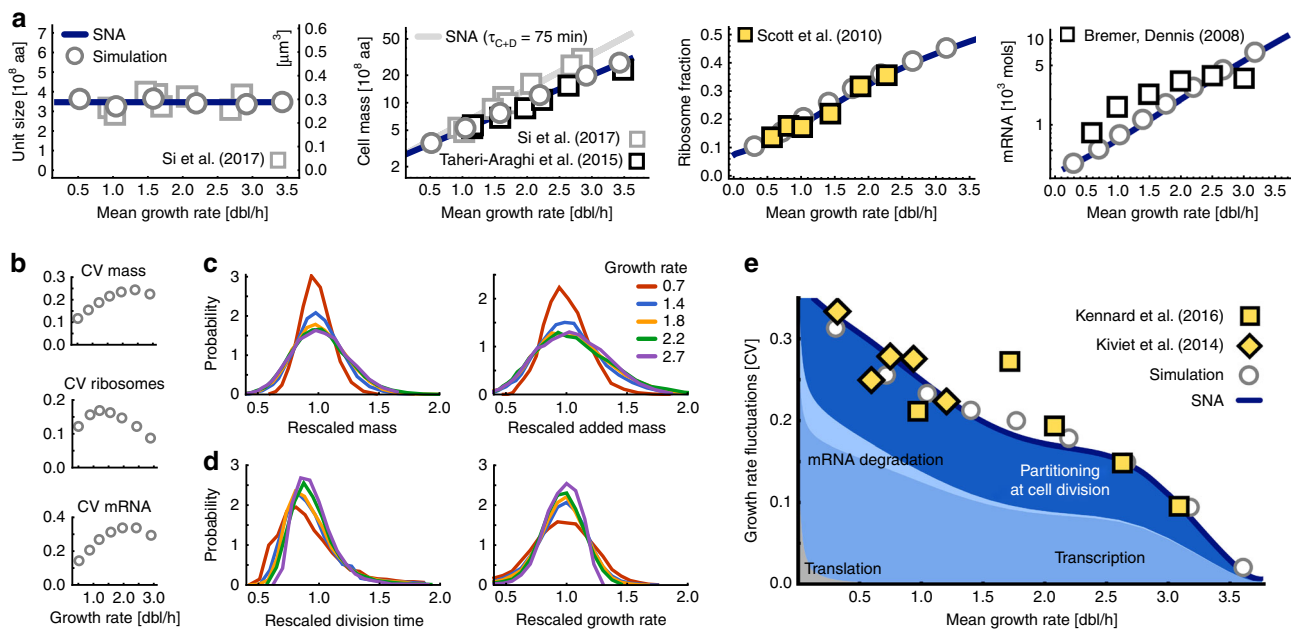 a
SNA
Simulation
Si et al. (2017)
Unit size [10⁸ aa]
[μm³]
0 1 2 3 4 5 6 7 8
0.0 0.1 0.2 0.3 0.4 0.5 0.6
0.5 1.0 1.5 2.0 2.5 3.0 3.5
Mean growth rate [dbl/h]
SNA (τC+D = 75 min)
Si et al. (2017)
Taheri-Araghi et al. (2015)
Cell mass [10⁸ aa]
2 5 10 20 50
0.5 1.0 1.5 2.0 2.5 3.0 3.5
Mean growth rate [dbl/h]
Scott et al. (2010)
Ribosome fraction
0.0 0.1 0.2 0.3 0.4 0.5
0.0 0.5 1.0 1.5 2.0 2.5 3.0 3.5
Mean growth rate [dbl/h]
Bremer, Dennis (2008)
mRNA [10³ mols]
1 5 10
0.0 0.5 1.0 1.5 2.0 2.5 3.0 3.5
Mean growth rate [dbl/h]
b
CV mass
0.0 0.1 0.2 0.3
CV ribosomes
0.0 0.1 0.2
CV mRNA
0.0 0.2 0.4
0.0 1.0 2.0 3.0
Growth rate [dbl/h]
c
Probability
0 1 2 3
0.5 1.0 1.5 2.0
Rescaled mass
Growth rate
0.7
1.4
1.8
2.2
2.7
0 1 2
0.5 1.0 1.5 2.0
Rescaled added mass
d
Probability
0 1 2 3
0.5 1.0 1.5 2.0
Rescaled division time
0 1 2 3
0.5 1.0 1.5 2.0
Rescaled growth rate
e
Kennard et al. (2016)
Kiviet et al. (2014)
Simulation
SNA
mRNA degradation
Partitioning
at cell division
Transcription
Translation
Growth rate fluctuations [CV]
0.0 0.1 0.2 0.3
0.0 0.5 1.0 1.5 2.0 2.5 3.0 3.5
Mean growth rate [dbl/h]